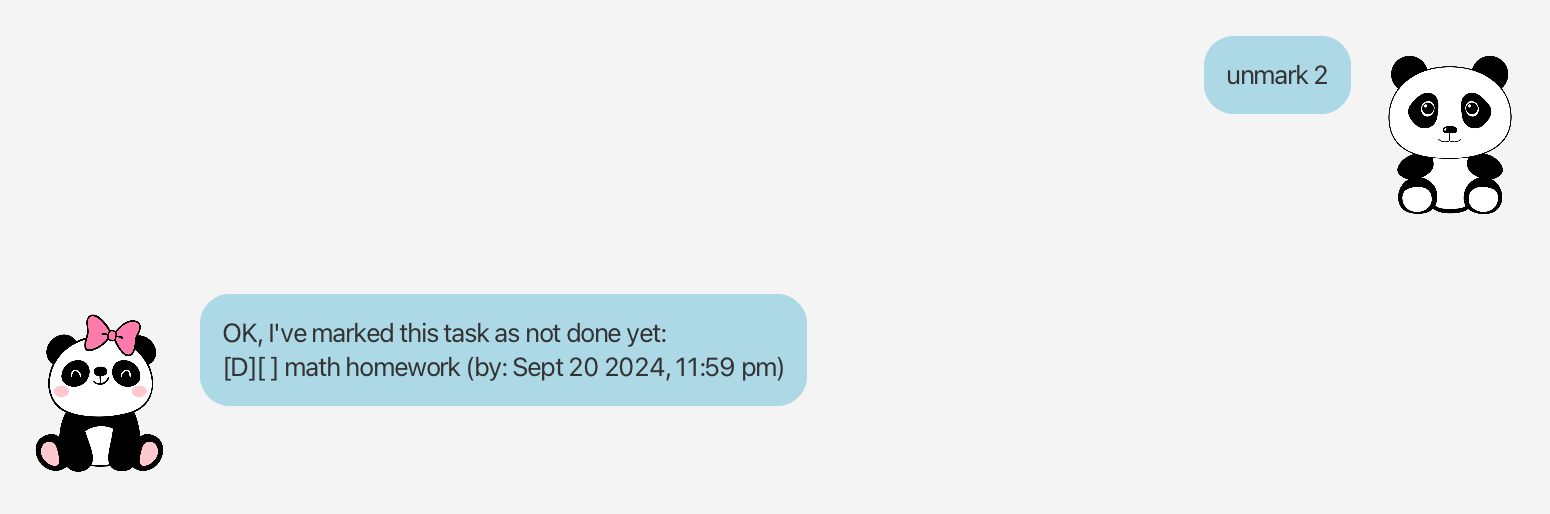 unmark 2
OK, I've marked this task as not done yet:
[D][ ] math homework (by: Sept 20 2024, 11:59 pm)